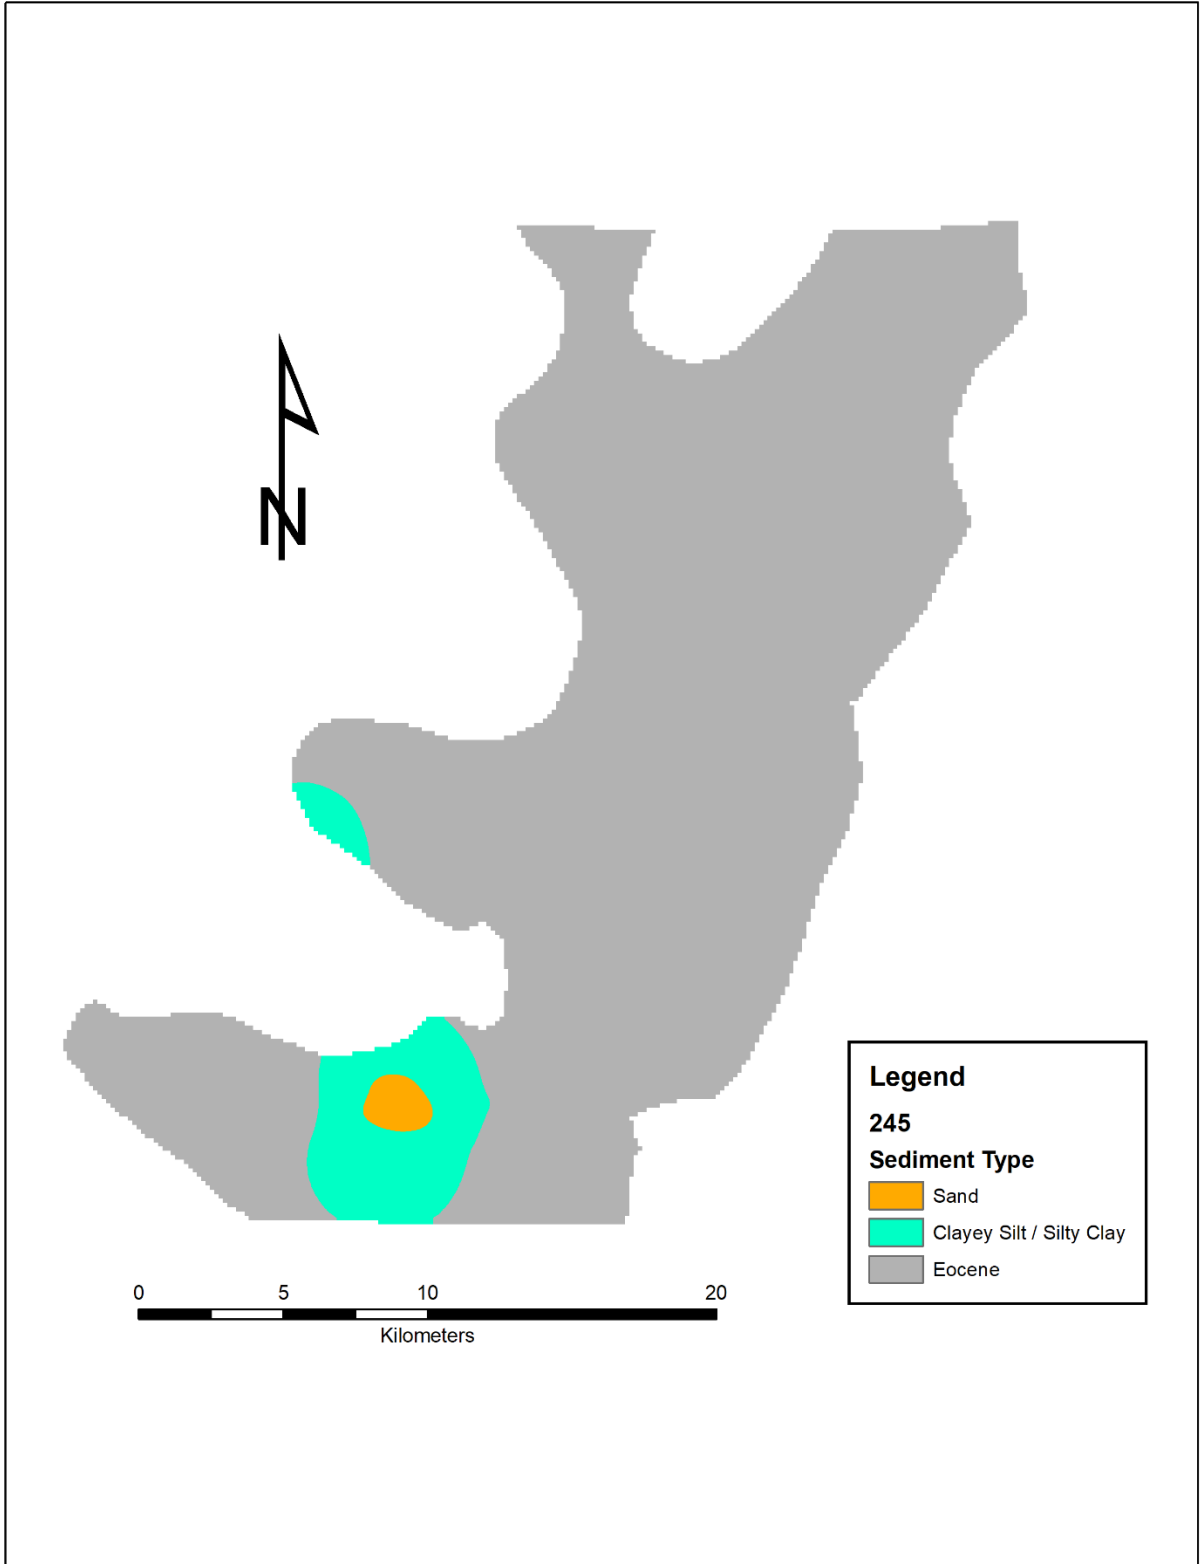 N
Legend
245
Sediment Type
Sand
Clayey Silt / Silty Clay
Eocene
0 5 10 20
Kilometers